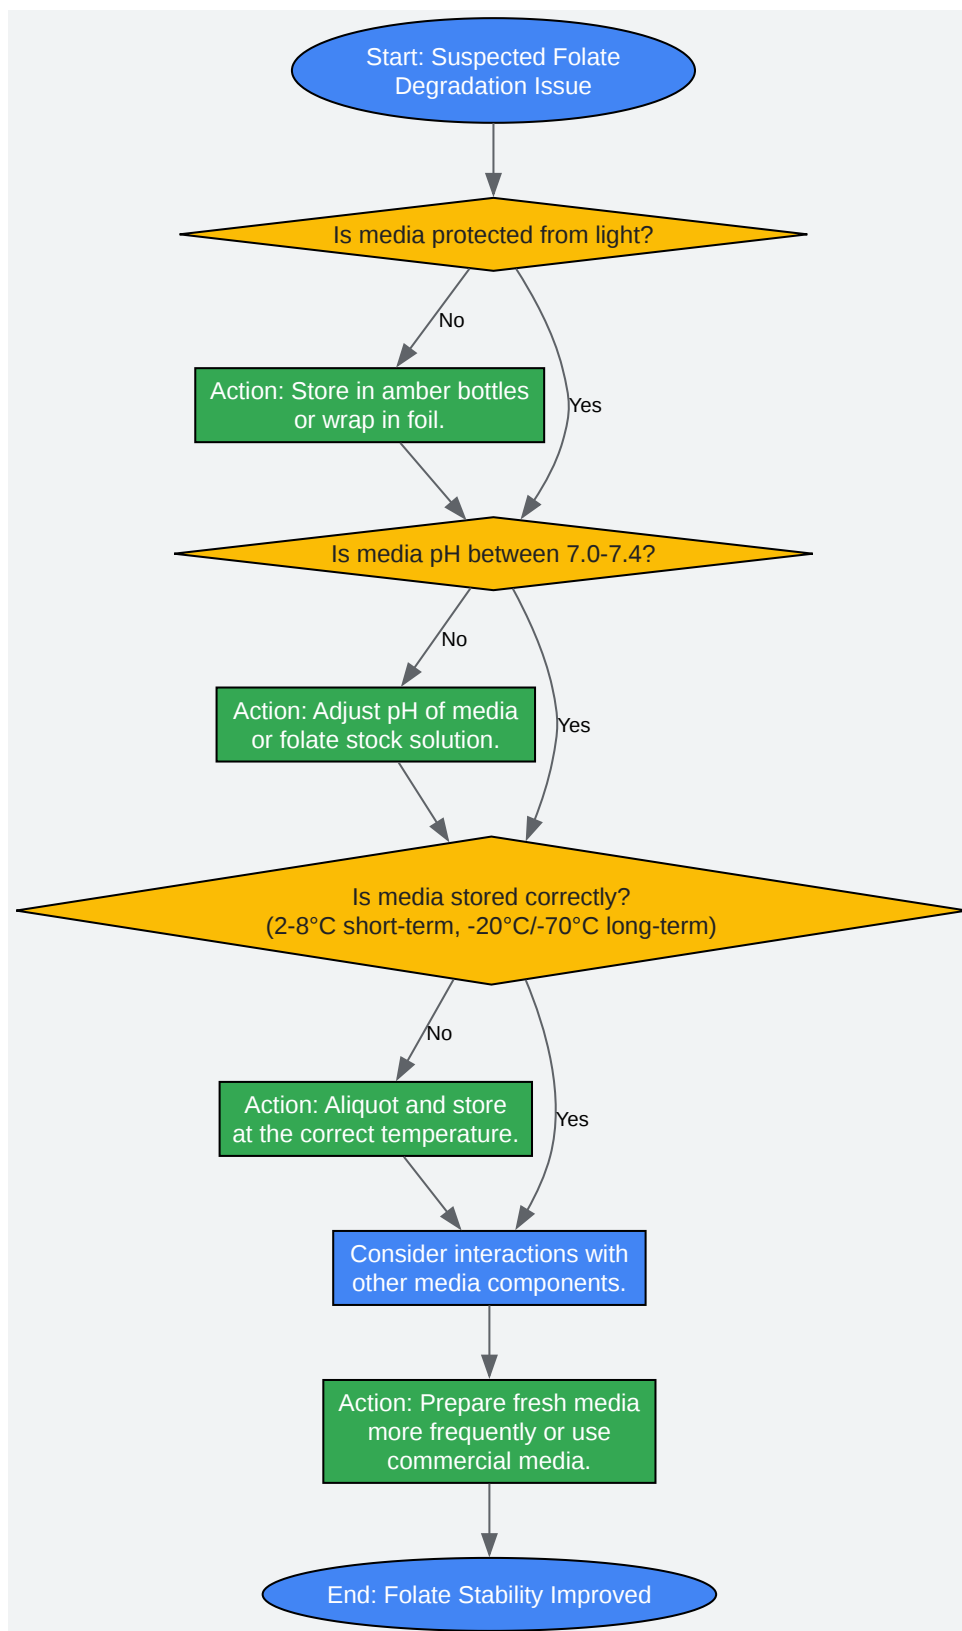 Start: Suspected Folate
Degradation Issue
Is media protected from light?
No
Action: Store in amber bottles
or wrap in foil.
Yes
Is media pH between 7.0-7.4?
No
Action: Adjust pH of media
or folate stock solution.
Yes
Is media stored correctly?
(2-8°C short-term, -20°C/-70°C long-term)
No
Action: Aliquot and store
at the correct temperature.
Yes
Consider interactions with
other media components.
Action: Prepare fresh media
more frequently or use
commercial media.
End: Folate Stability Improved